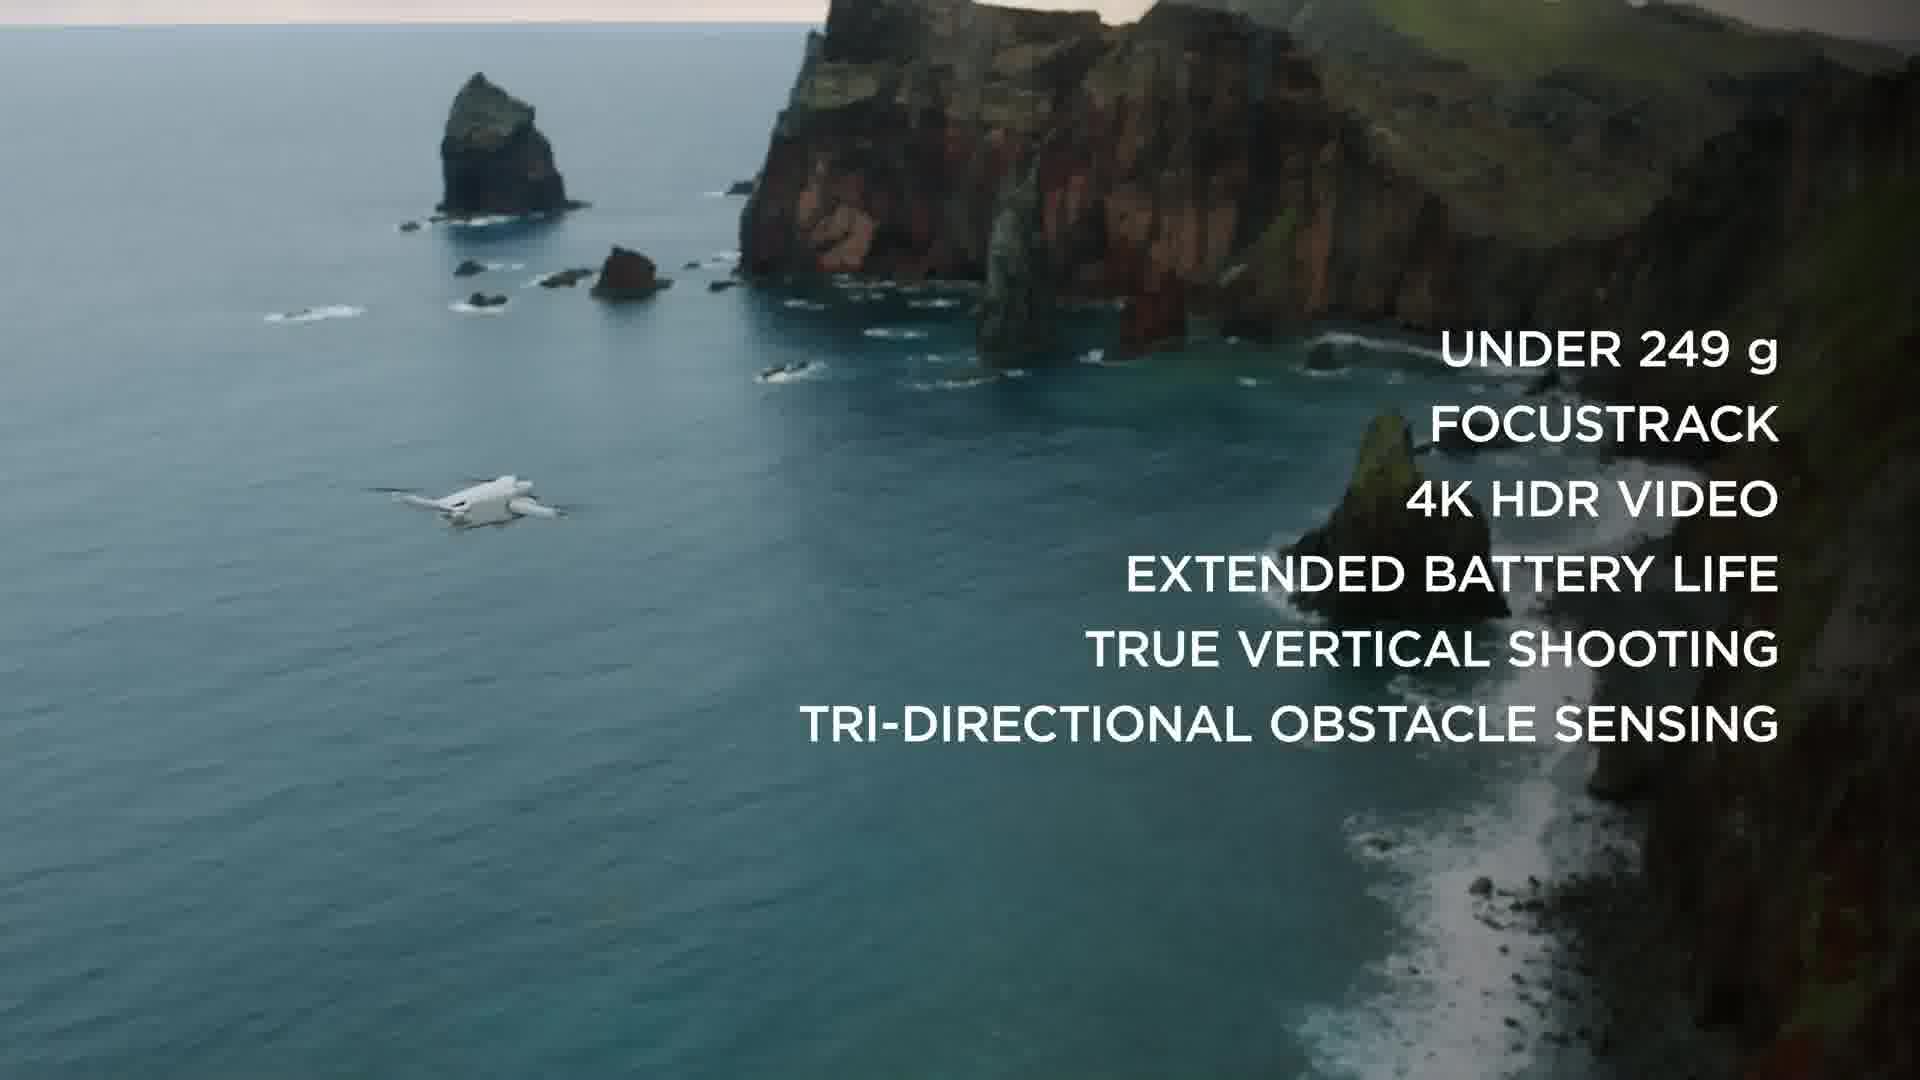 UNDER 249 g
FOCUSTRACK
4K HDR VIDEO
EXTENDED BATTERY LIFE
TRUE VERTICAL SHOOTING
TRI-DIRECTIONAL OBSTACLE SENSING